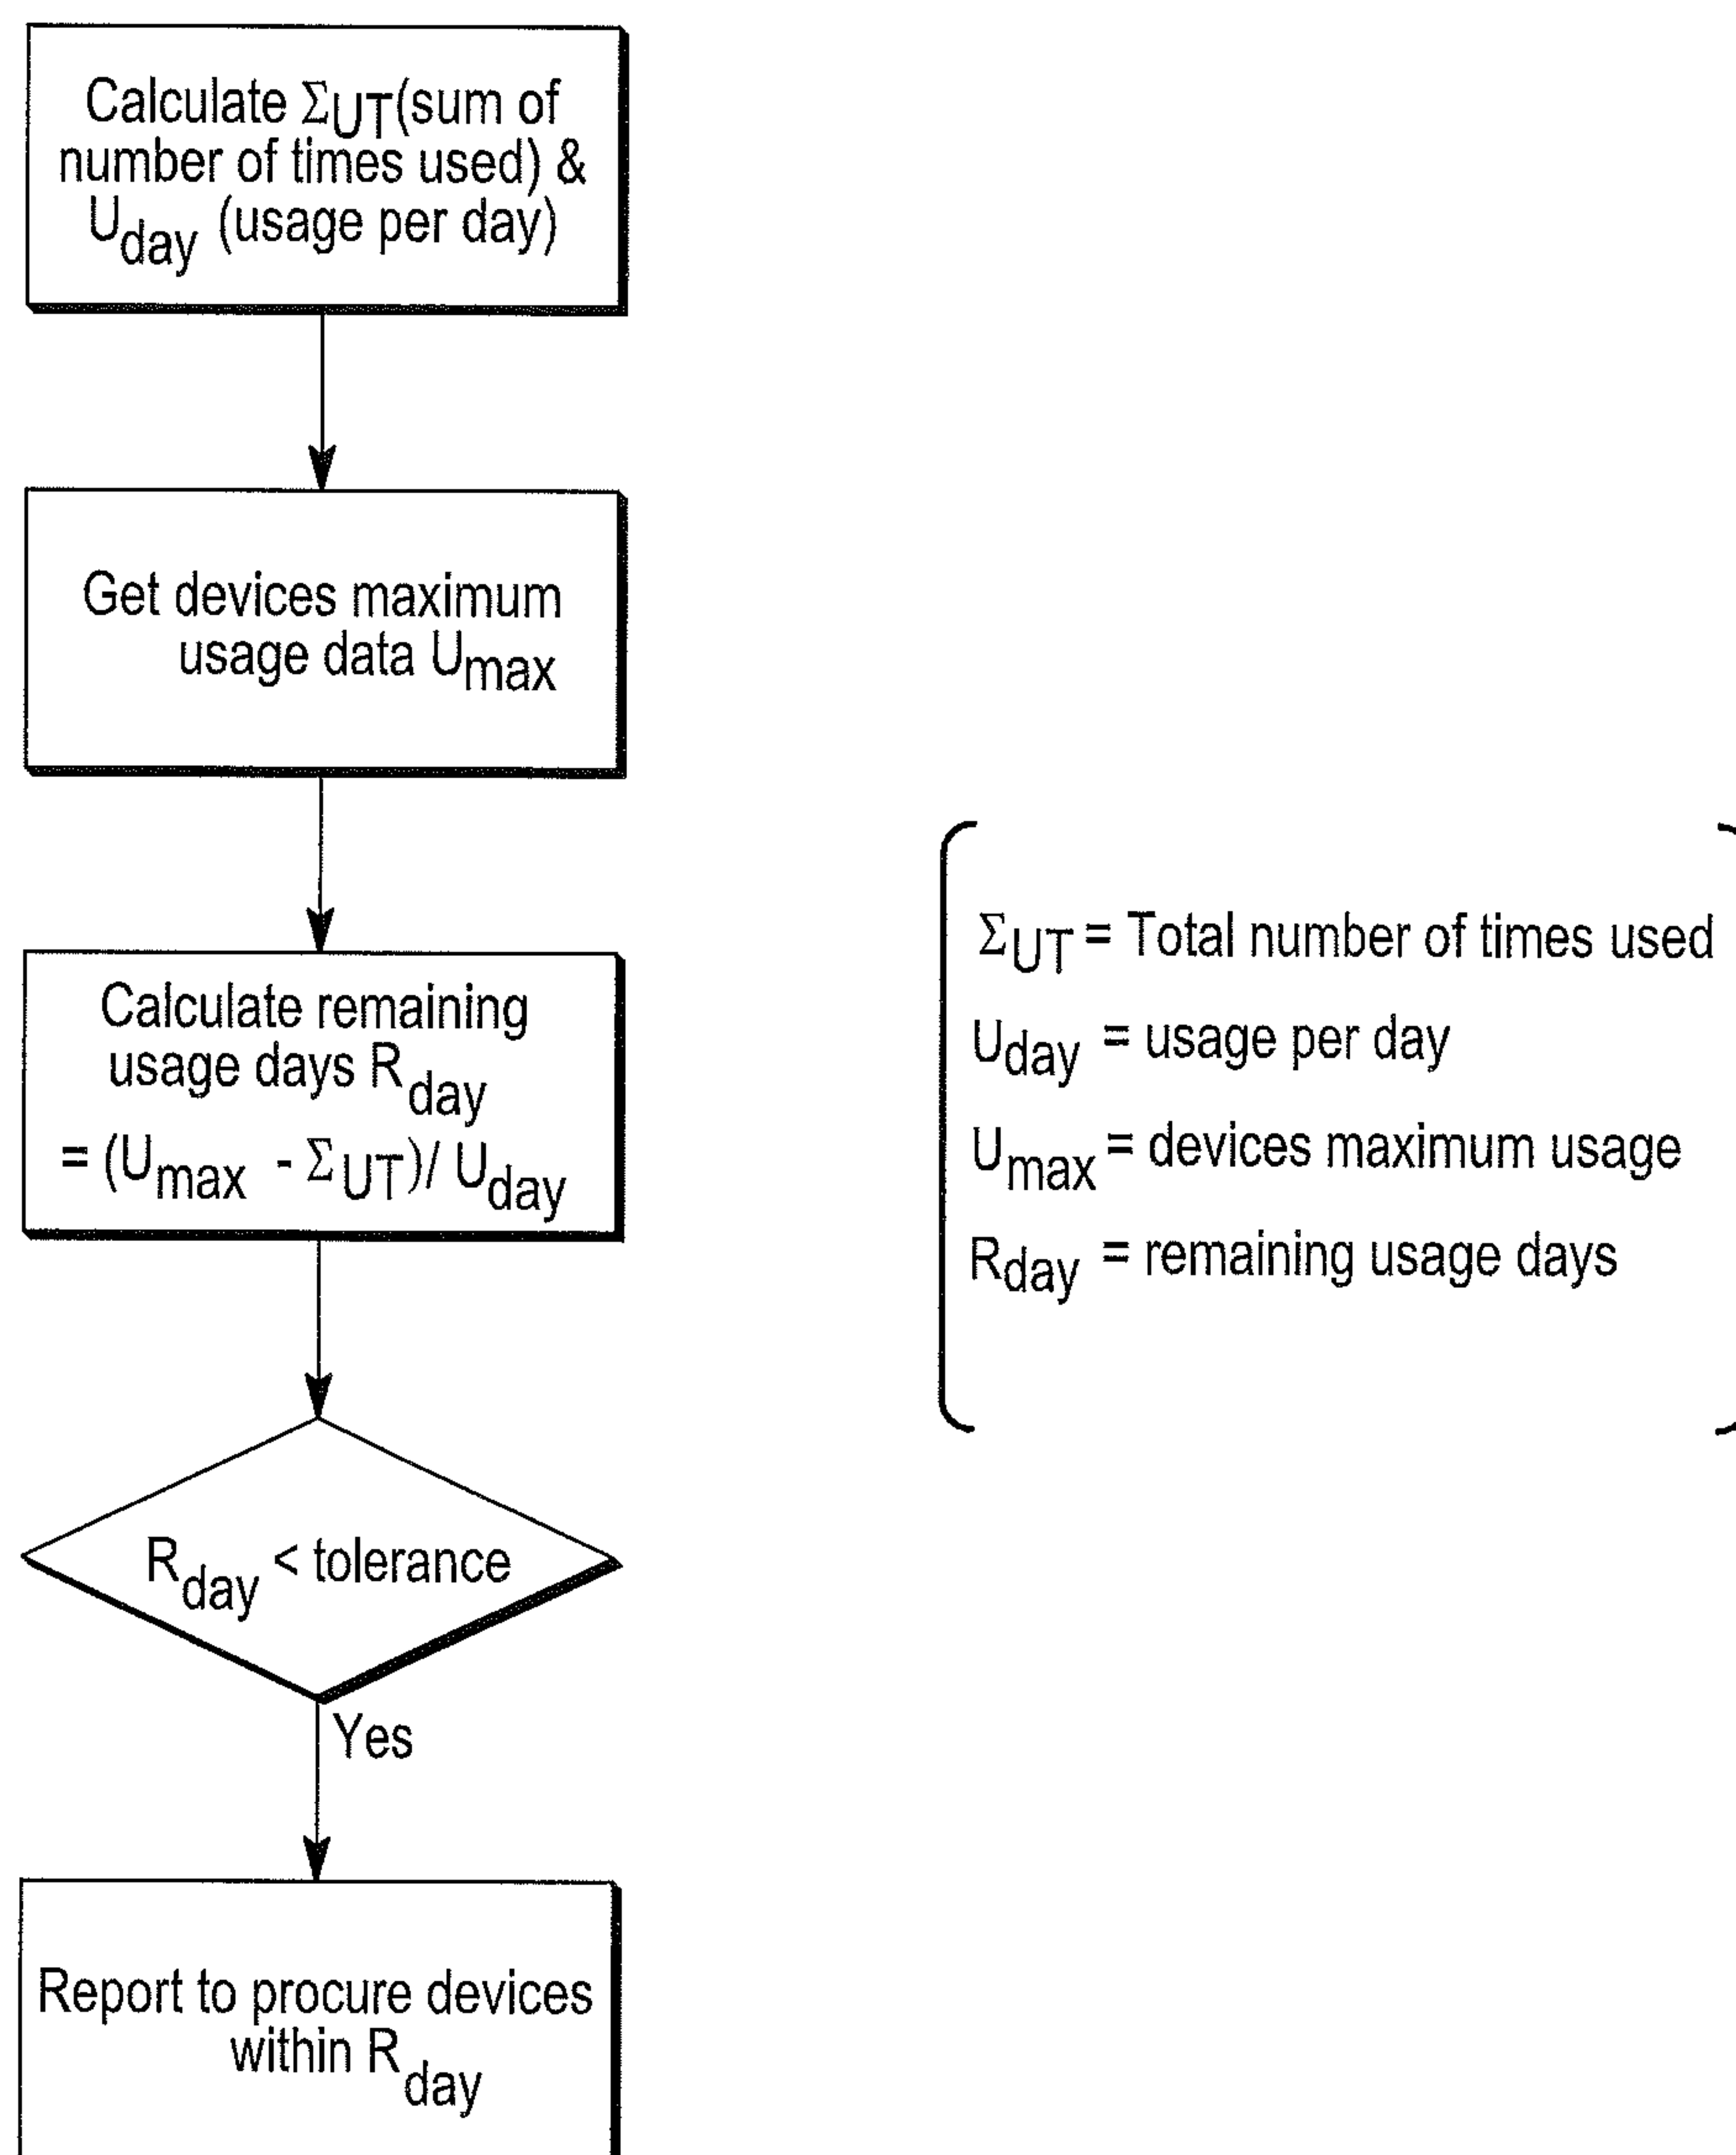 Calculate ΣUT(sum of
number of times used) &
Uday (usage per day)
Get devices maximum
usage data Umax
Calculate remaining
usage days Rday
= (Umax - ΣUT)/ Uday
Rday < tolerance
Yes
Report to procure devices
within Rday
ΣUT = Total number of times used
Uday = usage per day
Umax = devices maximum usage
Rday = remaining usage days